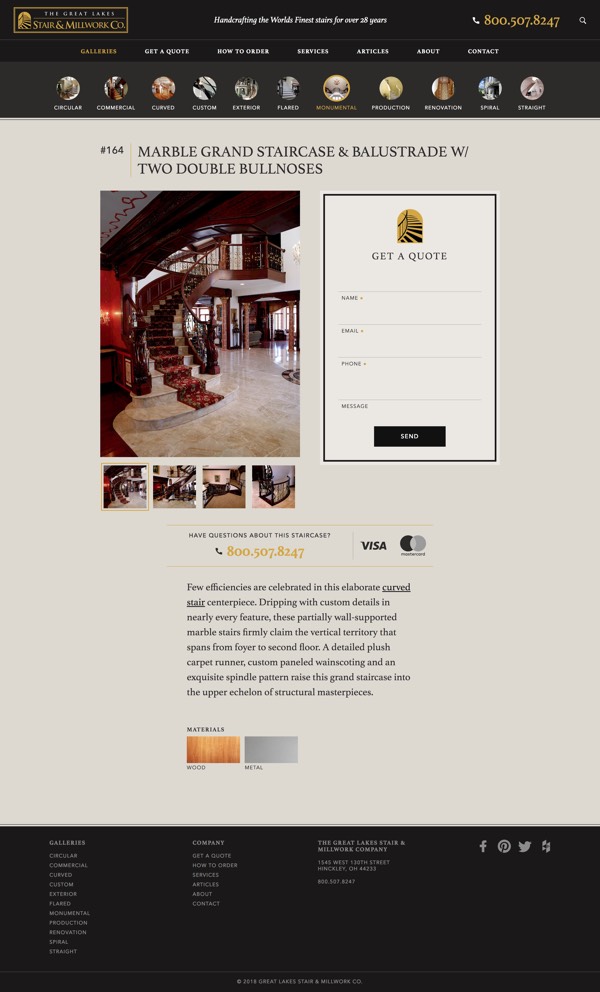 THE GREAT LAKES
STAIR & MILLWORK CO.
Handcrafting the Worlds Finest stairs for over 28 years
800.507.8247
GALLERIES GET A QUOTE HOW TO ORDER SERVICES ARTICLES ABOUT CONTACT
CIRCULAR COMMERCIAL CURVED CUSTOM EXTERIOR FLARED MONUMENTAL PRODUCTION RENOVATION SPIRAL STRAIGHT
#164
MARBLE GRAND STAIRCASE & BALUSTRADE W/
TWO DOUBLE BULLNOSES
GET A QUOTE
NAME *
EMAIL *
PHONE *
MESSAGE
SEND
HAVE QUESTIONS ABOUT THIS STAIRCASE?
800.507.8247
VISA
mastercard
Few efficiencies are celebrated in this elaborate curved
stair centerpiece. Dripping with custom details in
nearly every feature, these partially wall-supported
marble stairs firmly claim the vertical territory that
spans from foyer to second floor. A detailed plush
carpet runner, custom paneled wainscoting and an
exquisite spindle pattern raise this grand staircase into
the upper echelon of structural masterpieces.
MATERIALS
WOOD METAL
GALLERIES
CIRCULAR
COMMERCIAL
CURVED
CUSTOM
EXTERIOR
FLARED
MONUMENTAL
PRODUCTION
RENOVATION
SPIRAL
STRAIGHT
COMPANY
GET A QUOTE
HOW TO ORDER
SERVICES
ARTICLES
ABOUT
CONTACT
THE GREAT LAKES STAIR &
MILLWORK COMPANY
1545 WEST 130TH STREET
HINCKLEY, OH 44233
800.507.8247
© 2018 GREAT LAKES STAIR & MILLWORK CO.